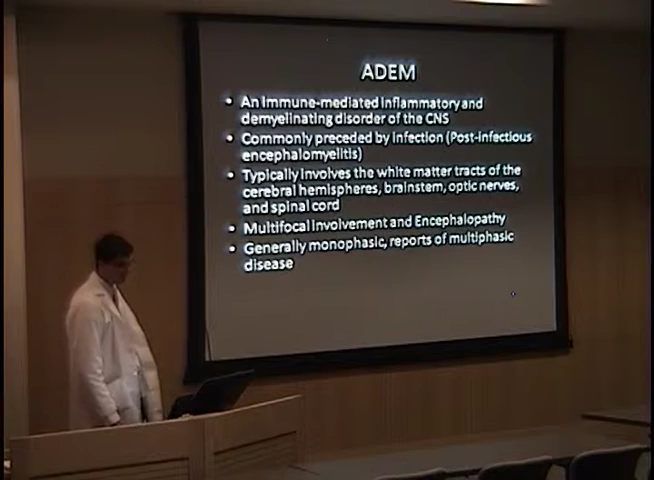 ADEM
• An immune-mediated inflammatory and
demyelinating disorder of the CNS
• Commonly preceded by infection (Post-infectious
encephalomyelitis)
• Typically involves the white matter tracts of the
cerebral hemispheres, brainstem, optic nerves,
and spinal cord
• Multifocal involvement and Encephalopathy
• Generally monophasic, reports of multiphasic
disease